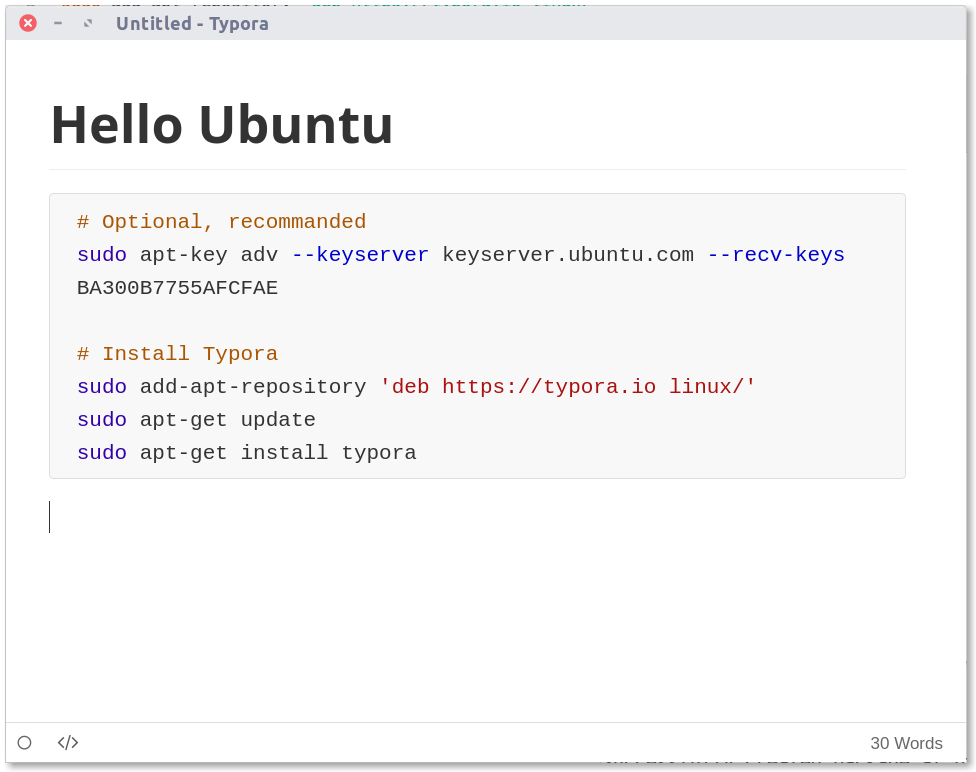 Untitled - Typora
Hello Ubuntu
# Optional, recommanded
sudo apt-key adv --keyserver keyserver.ubuntu.com --recv-keys
BA300B7755AFCFAE
# Install Typora
sudo add-apt-repository 'deb https://typora.io linux/'
sudo apt-get update
sudo apt-get install typora
</> 30 Words